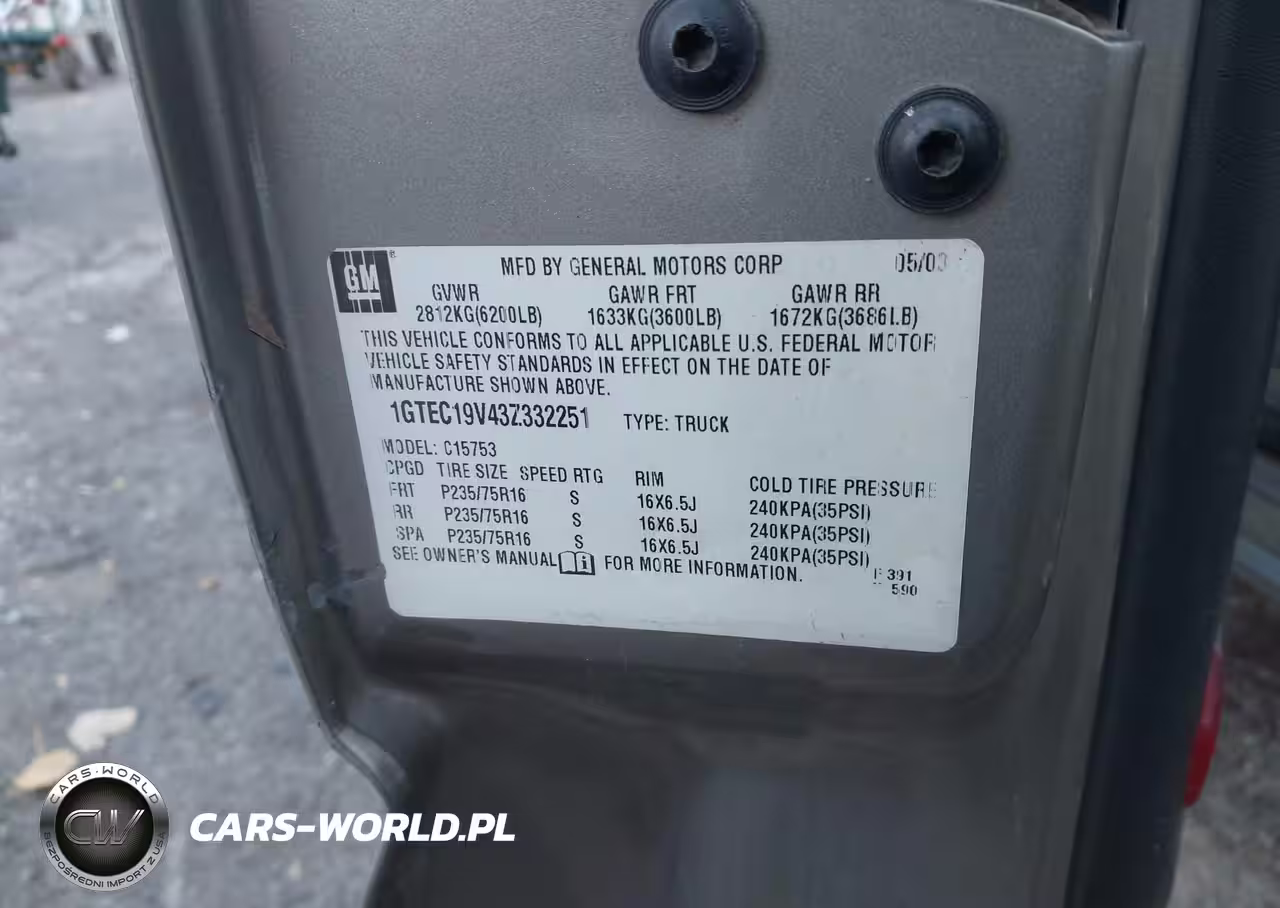 GM ®
MFD BY GENERAL MOTORS CORP 05/03
GVWR GAWR FRT GAWR RR
2812KG(6200LB) 1633KG(3600LB) 1672KG(3686LB)
THIS VEHICLE CONFORMS TO ALL APPLICABLE U.S. FEDERAL MOTOR
VEHICLE SAFETY STANDARDS IN EFFECT ON THE DATE OF
MANUFACTURE SHOWN ABOVE.
1GTEC19V43Z332251 TYPE: TRUCK
MODEL: C15753
CPGD TIRE SIZE SPEED RTG RIM COLD TIRE PRESSURE
FRT P235/75R16 S 16X6.5J 240KPA(35PSI)
RR P235/75R16 S 16X6.5J 240KPA(35PSI)
SPA P235/75R16 S 16X6.5J 240KPA(35PSI)
SEE OWNER'S MANUAL FOR MORE INFORMATION.
391
590
CARS-WORLD
CW
BEZPOŚREDNI IMPORT Z USA
CARS-WORLD.PL